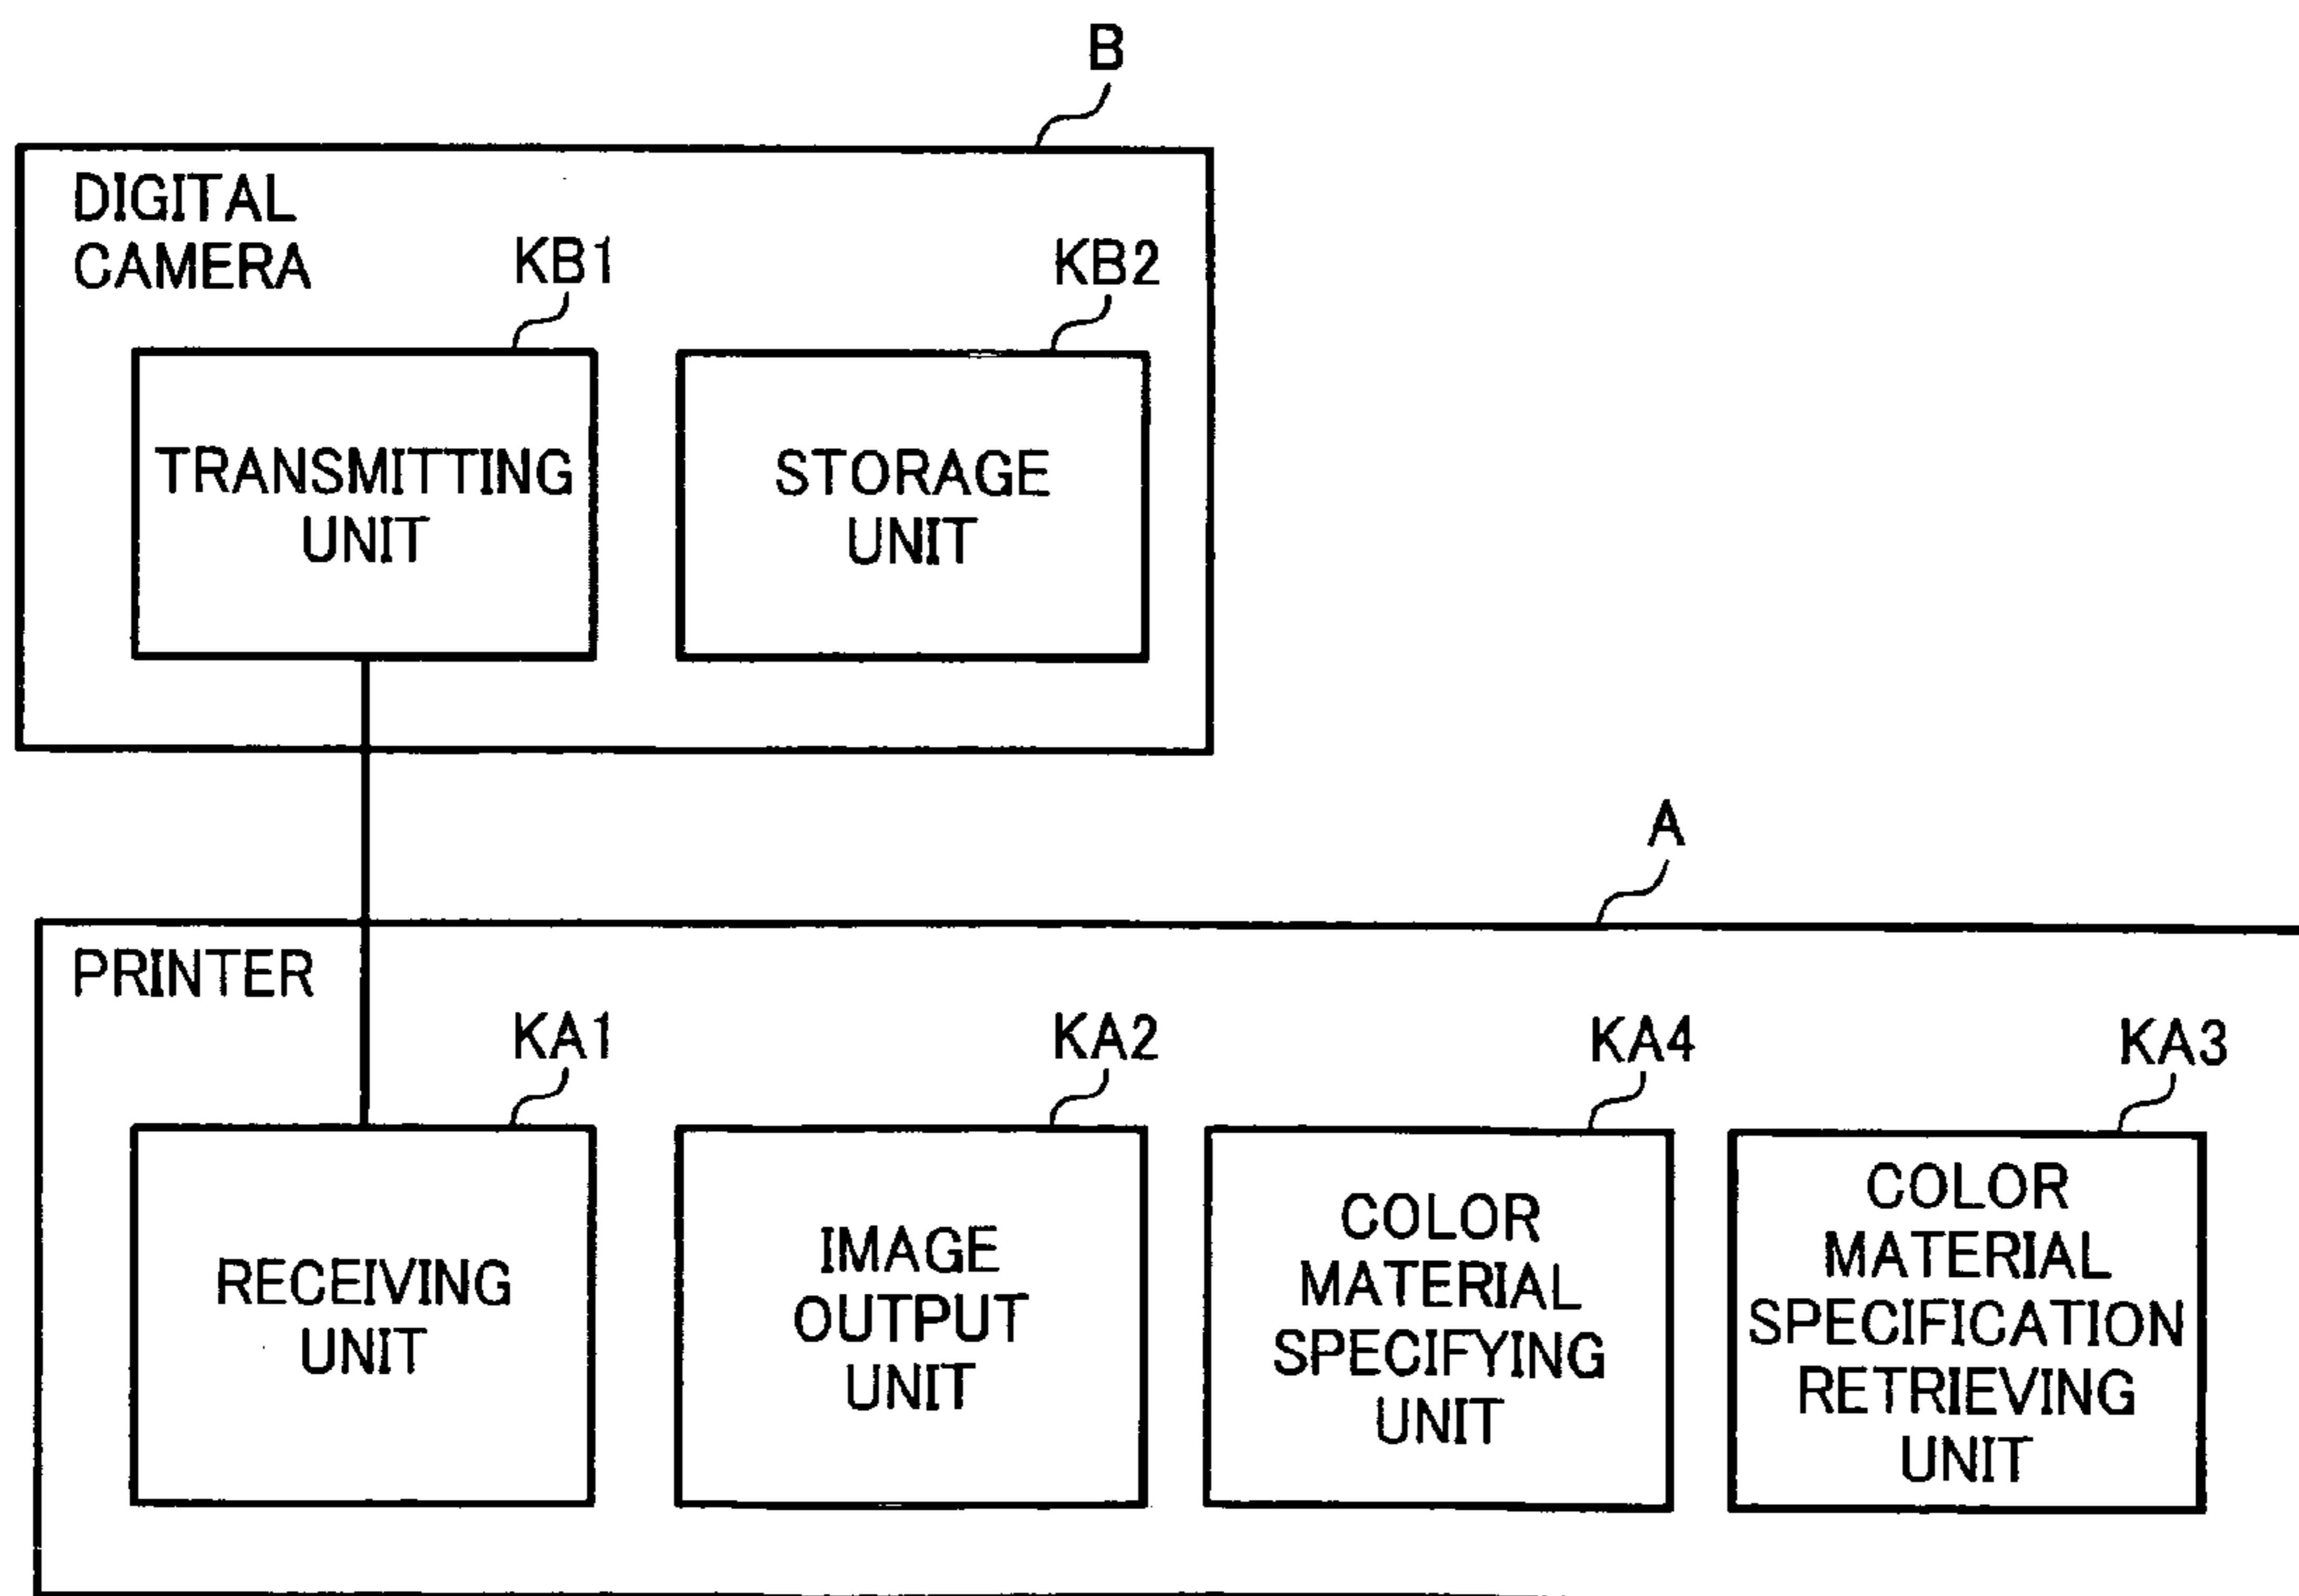 B
DIGITAL
CAMERA
KB1
KB2
TRANSMITTING
UNIT
STORAGE
UNIT
A
PRINTER
KA1
KA2
KA4
KA3
RECEIVING
UNIT
IMAGE
OUTPUT
UNIT
COLOR
MATERIAL
SPECIFYING
UNIT
COLOR
MATERIAL
SPECIFICATION
RETRIEVING
UNIT